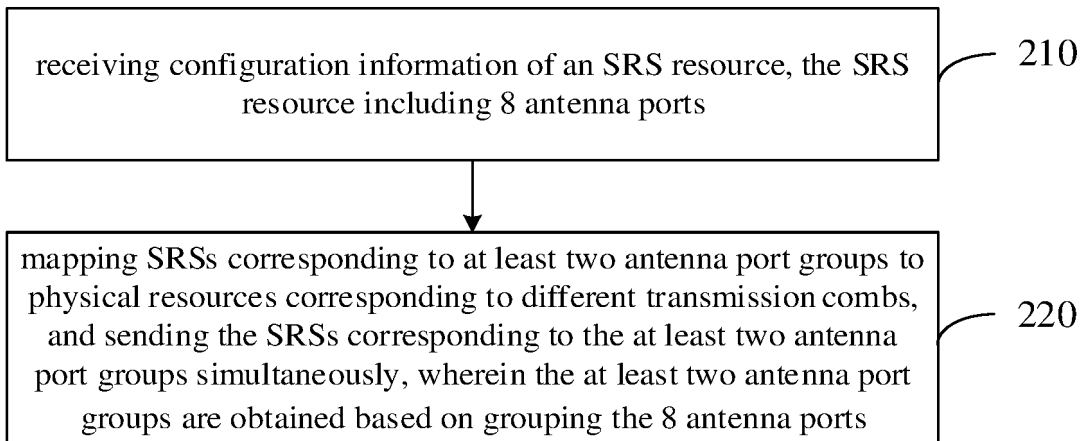 receiving configuration information of an SRS resource, the SRS
resource including 8 antenna ports
210
mapping SRSs corresponding to at least two antenna port groups to
physical resources corresponding to different transmission combs,
and sending the SRSs corresponding to the at least two antenna
port groups simultaneously, wherein the at least two antenna port
groups are obtained based on grouping the 8 antenna ports
220